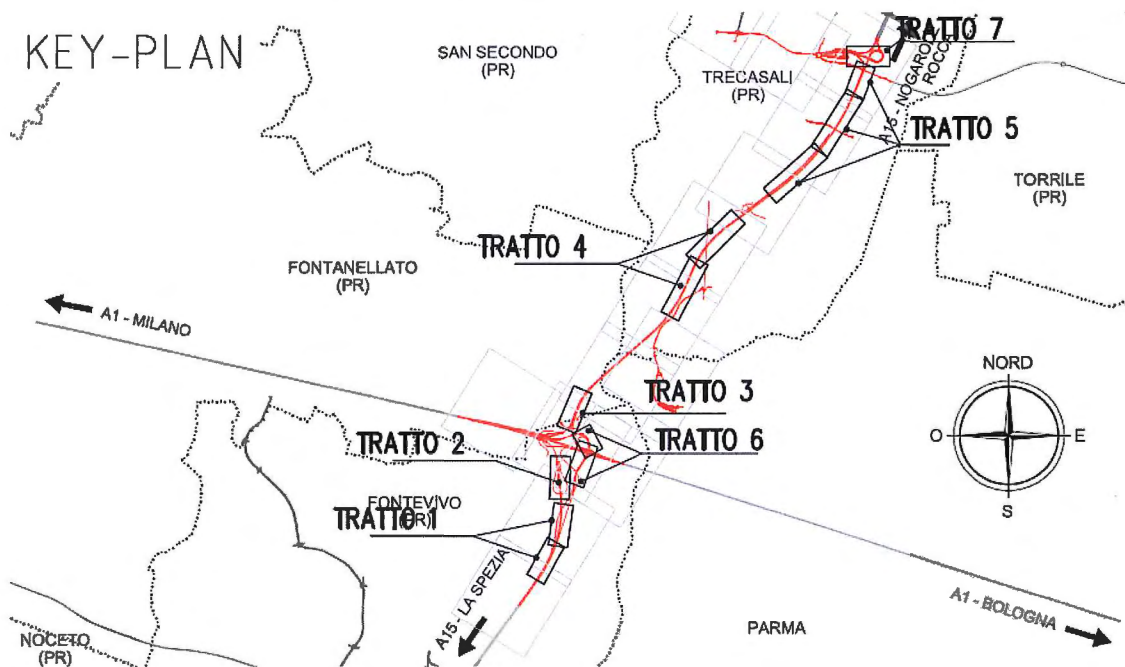 KEY-PLAN
SAN SECONDO
(PR)
TRATTO 7
TRECASALI
(PR)
A15 - NOGAROL
ROCCA
TRATTO 5
TORRILE
(PR)
TRATTO 4
FONTANELLATO
(PR)
A1 - MILANO
NORD
O
E
S
TRATTO 3
TRATTO 2
TRATTO 6
FONTEVIVO
(PR)
TRATTO 1
A15 - LA SPEZIA
A1 - BOLOGNA
PARMA
NOCETO
(PR)